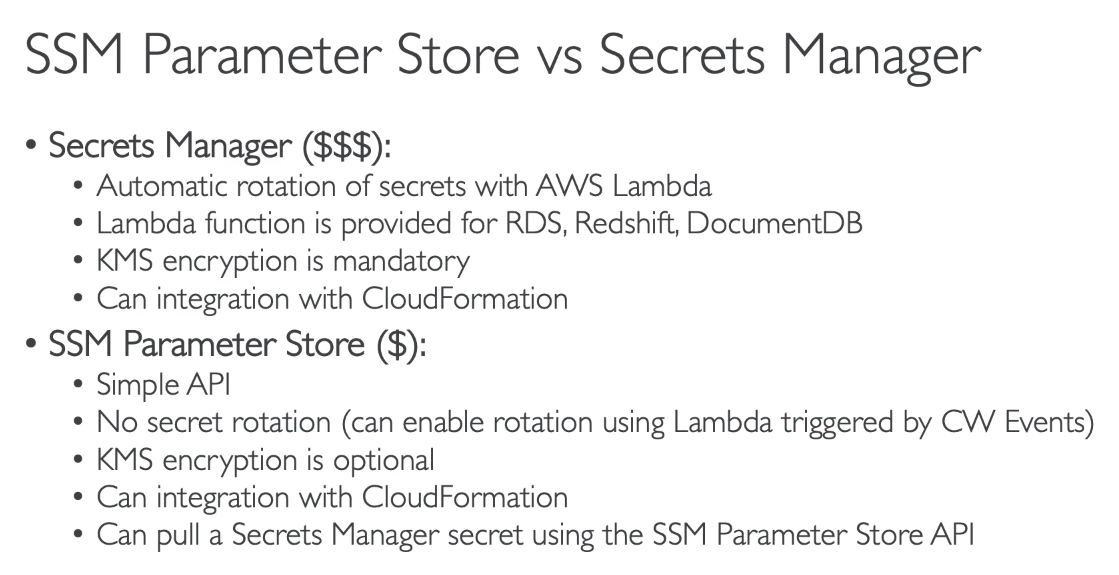 SSM Parameter Store vs Secrets Manager
• Secrets Manager ($$$):
• Automatic rotation of secrets with AWS Lambda
• Lambda function is provided for RDS, Redshift, DocumentDB
• KMS encryption is mandatory
• Can integration with CloudFormation
• SSM Parameter Store ($):
• Simple API
• No secret rotation (can enable rotation using Lambda triggered by CW Events)
• KMS encryption is optional
• Can integration with CloudFormation
• Can pull a Secrets Manager secret using the SSM Parameter Store API